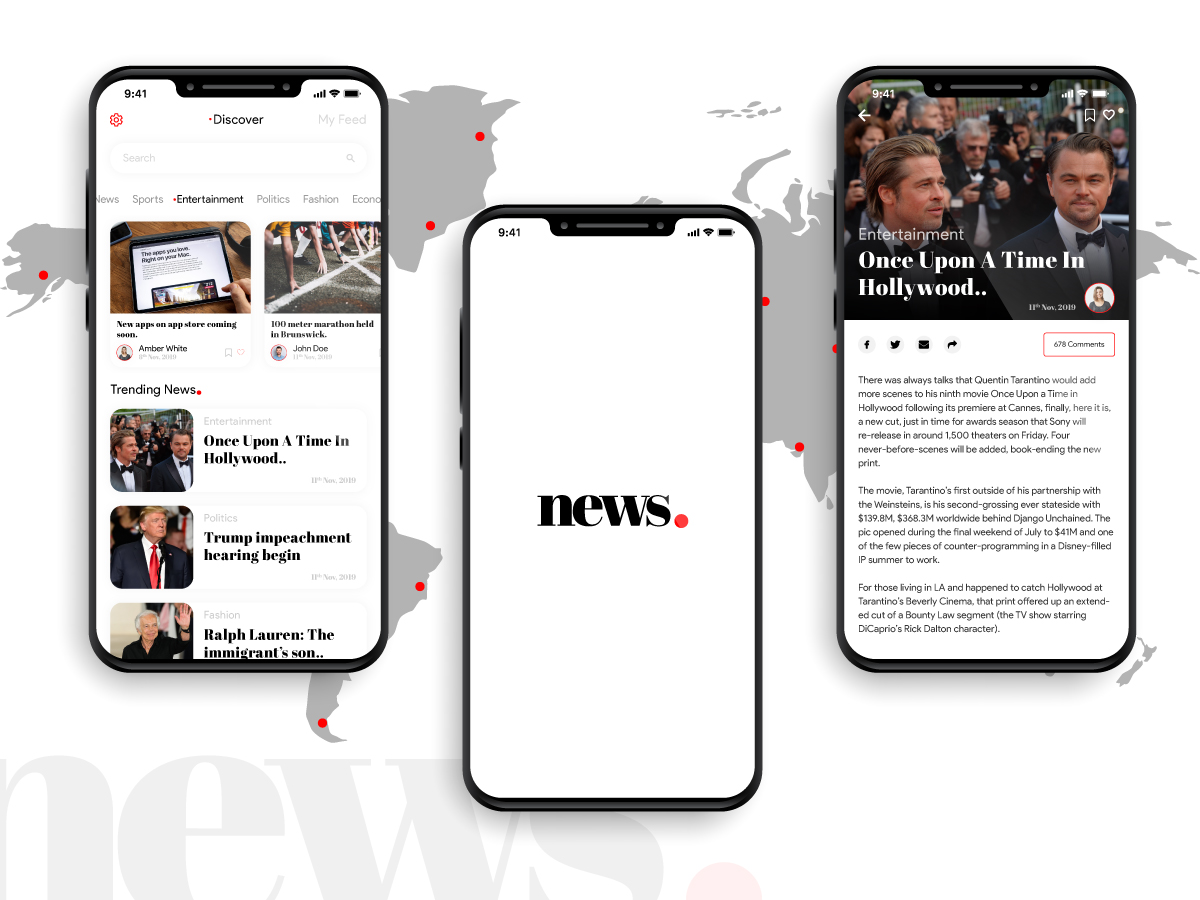 9:41
Discover
My Feed
Search
News
Sports
Entertainment
Politics
Fashion
Econo
The apps you love.
Right on your Mac.
New apps on app store coming
soon.
Amber White
8th Nov, 2019
100 meter marathon held
in Brunswick.
John Doe
11th Nov, 2019
Trending News.
Entertainment
Once Upon A Time In
Hollywood..
11th Nov, 2019
Politics
Trump impeachment
hearing begin
11th Nov, 2019
Fashion
Ralph Lauren: The
immigrant's son..
9:41
news.
9:41
Entertainment
Once Upon A Time In
Hollywood..
11th Nov, 2019
678 Comments
There was always talks that Quentin Tarantino would add
more scenes to his ninth movie Once Upon a Time in
Hollywood following its premiere at Cannes, finally, here it is,
a new cut, just in time for awards season that Sony will
re-release in around 1,500 theaters on Friday. Four
never-before-scenes will be added, book-ending the new
print.
The movie, Tarantino's first outside of his partnership with
the Weinsteins, is his second-grossing ever stateside with
$139.8M, $368.3M worldwide behind Django Unchained. The
pic opened during the final weekend of July to $41M and one
of the few pieces of counter-programming in a Disney-filled
IP summer to work.
For those living in LA and happened to catch Hollywood at
Tarantino's Beverly Cinema, that print offered up an extend-
ed cut of a Bounty Law segment (the TV show starring
DiCaprio's Rick Dalton character).
news.